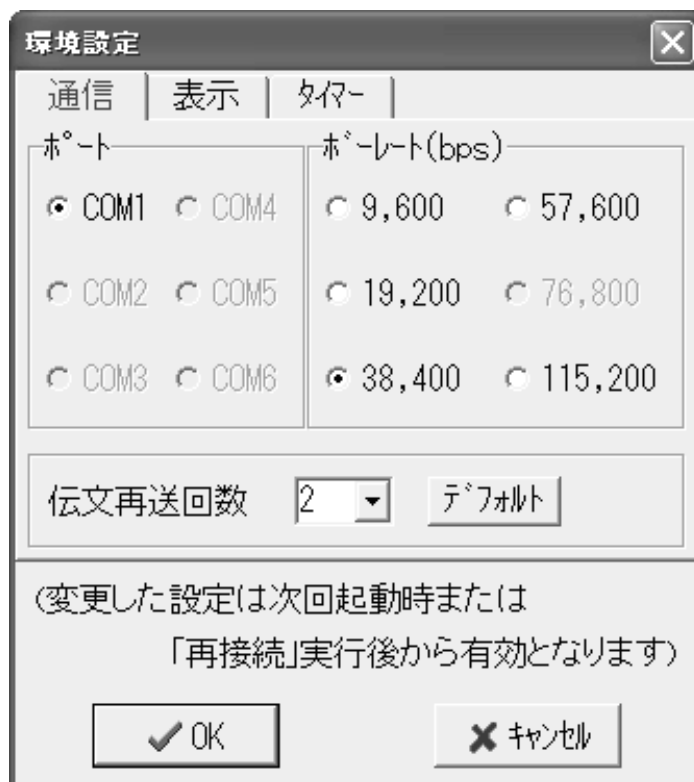 環境設定
通信 表示 ﾀｲﾏｰ
ﾎﾟｰﾄ
COM1 COM4
COM2 COM5
COM3 COM6
ﾎﾞｰﾚｰﾄ(bps)
9,600 57,600
19,200 76,800
38,400 115,200
伝文再送回数 2 ﾃﾞﾌｫﾙﾄ
(変更した設定は次回起動時または
｢再接続｣実行後から有効となります)
OK ｷｬﾝｾﾙ